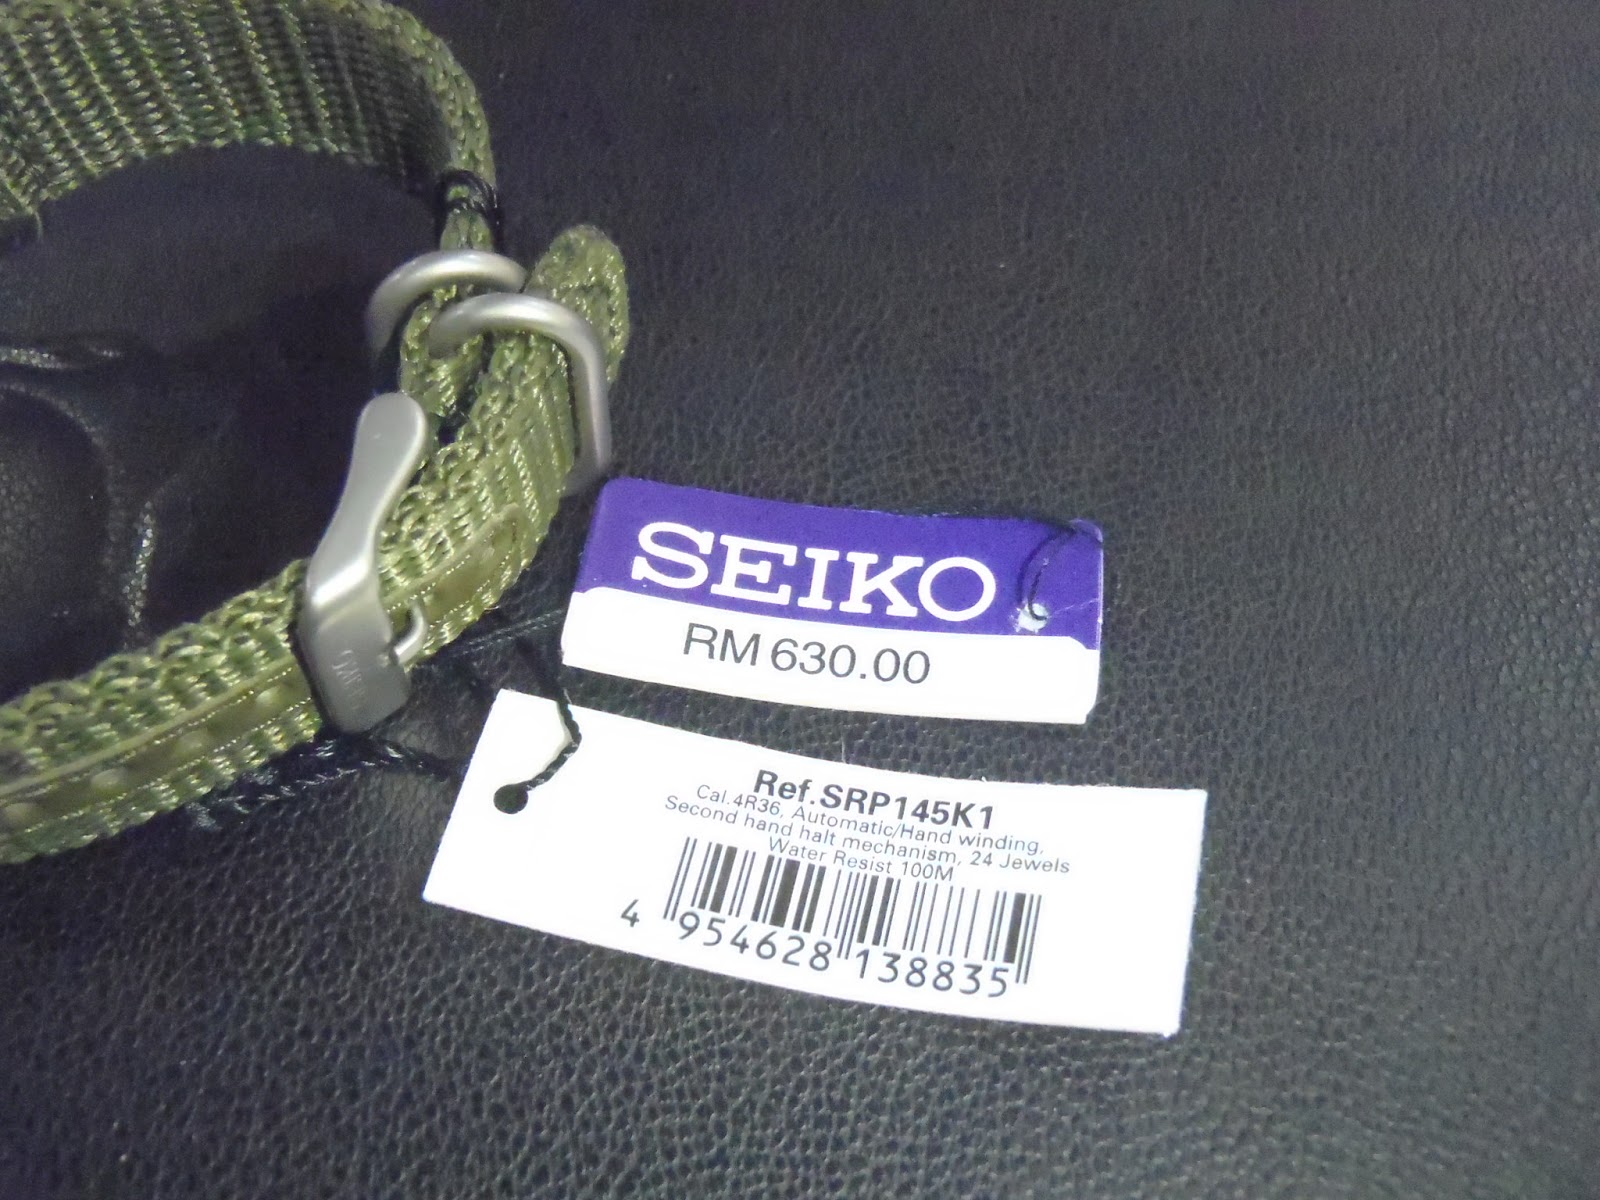 SEIKO
RM 630.00
Ref.SRP145K1
Cal.4R36, Automatic/Hand winding,
Second hand halt mechanism, 24 Jewels
Water Resist 100M
4 954628 138835